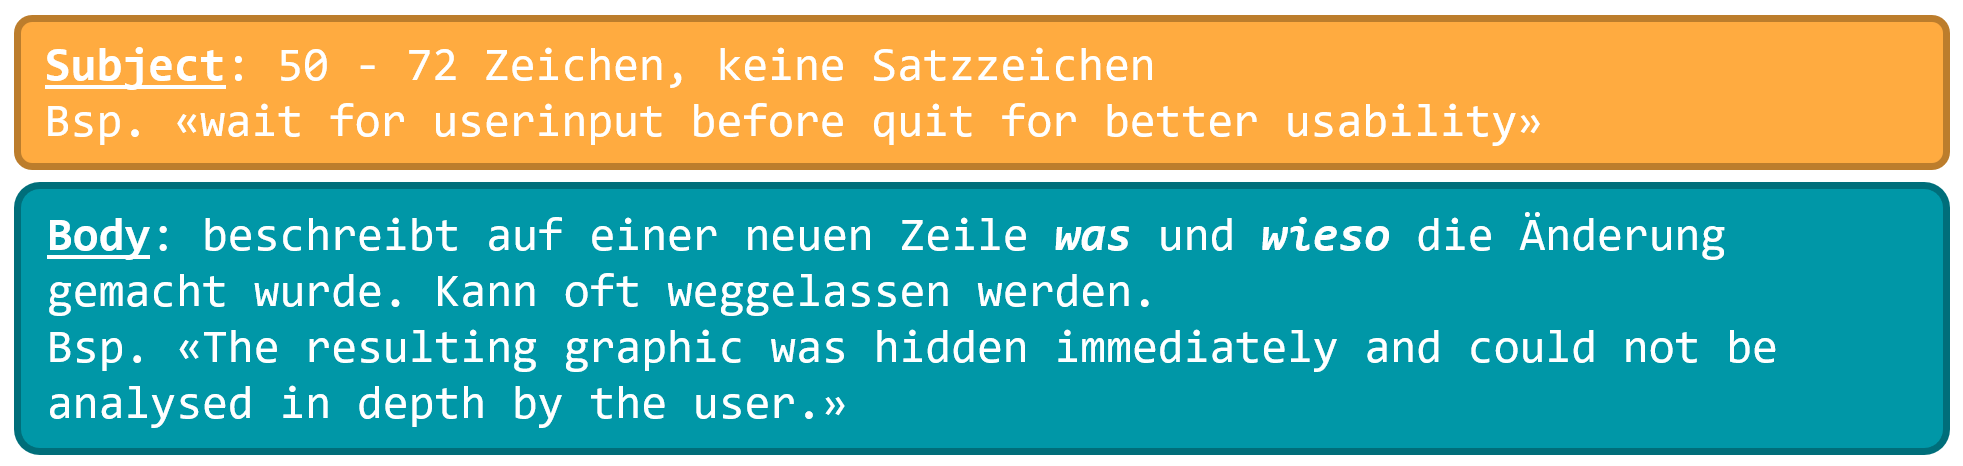 Subject: 50 - 72 Zeichen, keine Satzzeichen
Bsp. «wait for userinput before quit for better usability»
Body: beschreibt auf einer neuen Zeile was und wieso die Änderung
gemacht wurde. Kann oft weggelassen werden.
Bsp. «The resulting graphic was hidden immediately and could not be
analysed in depth by the user.»